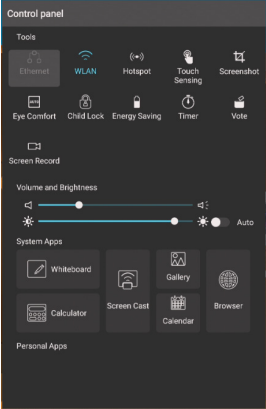 Control panel
Tools
Ethernet WLAN Hotspot Touch Sensing Screenshot
AUTO
Eye Comfort Child Lock Energy Saving Timer Vote
Screen Record
Volume and Brightness
Auto
System Apps
Whiteboard
Gallery
Screen Cast
Browser
Calculator
Calendar
Personal Apps